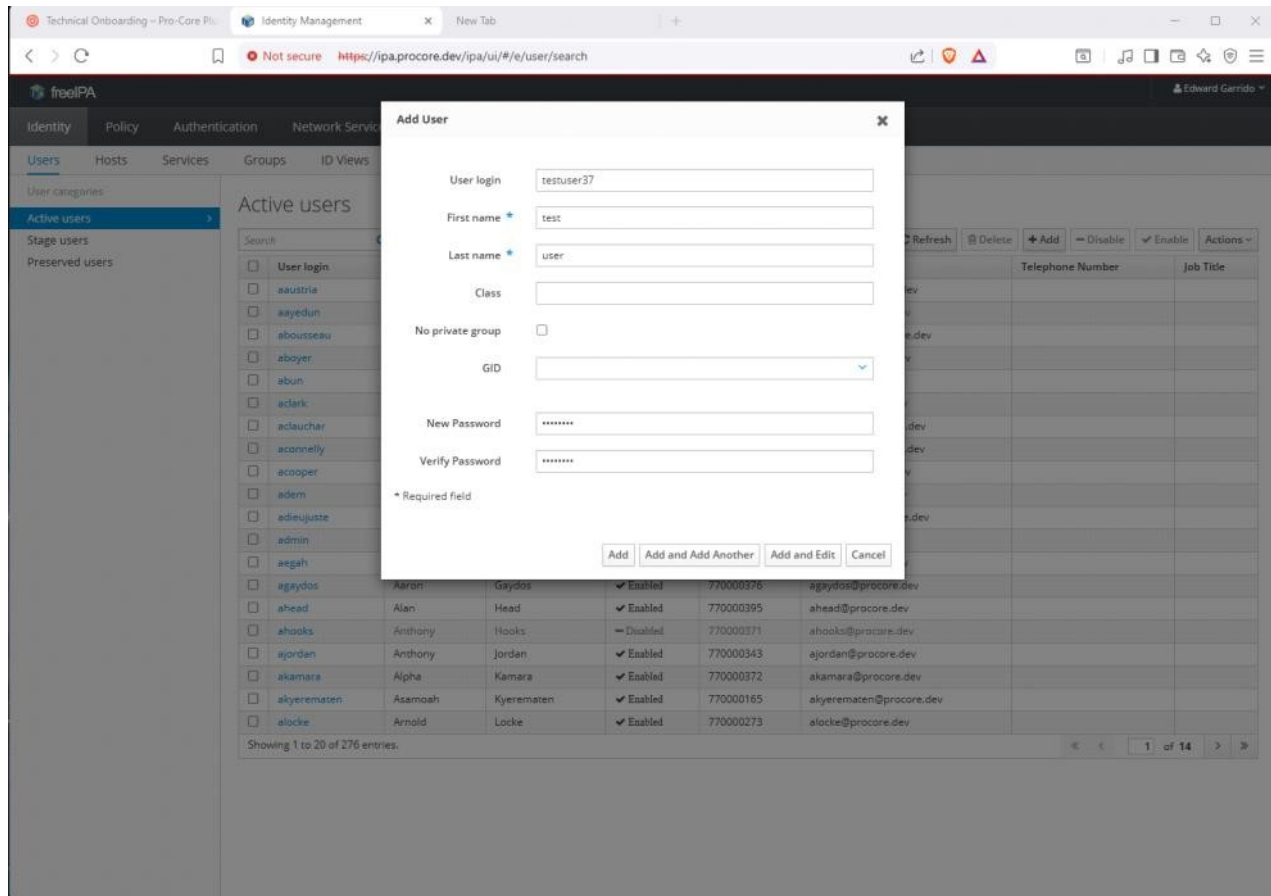 Technical Onboarding – Pro-Core Plu
Identity Management
New Tab
Not secure https://ipa.procore.dev/ipa/ui/#/e/user/search
freeIPA
Edward Garrido
Identity Policy Authentication Network Servic
Users Hosts Services Groups ID Views
User categories
Active users
Stage users
Preserved users
Active users
Search
Refresh Delete Add Disable Enable Actions
User login Telephone Number Job Title
aaustria ev
aayedun
abousseau e.dev
aboyer
abun
aclark
aclauchar .dev
aconnelly dev
acooper
adem
adieujuste e.dev
admin
aegah
agaydos Aaron Gaydos Enabled 770000376 agaydos@procore.dev
ahead Alan Head Enabled 770000395 ahead@procore.dev
ahooks Anthony Hooks Disabled 770000371 ahooks@procore.dev
ajordan Anthony Jordan Enabled 770000343 ajordan@procore.dev
akamara Alpha Kamara Enabled 770000372 akamara@procore.dev
akyerematen Asamoah Kyerematen Enabled 770000165 akyerematen@procore.dev
alocke Arnold Locke Enabled 770000273 alocke@procore.dev
Showing 1 to 20 of 276 entries.
1 of 14
Add User
User login testuser37
First name * test
Last name * user
Class
No private group
GID
New Password ••••••••
Verify Password ••••••••
* Required field
Add Add and Add Another Add and Edit Cancel